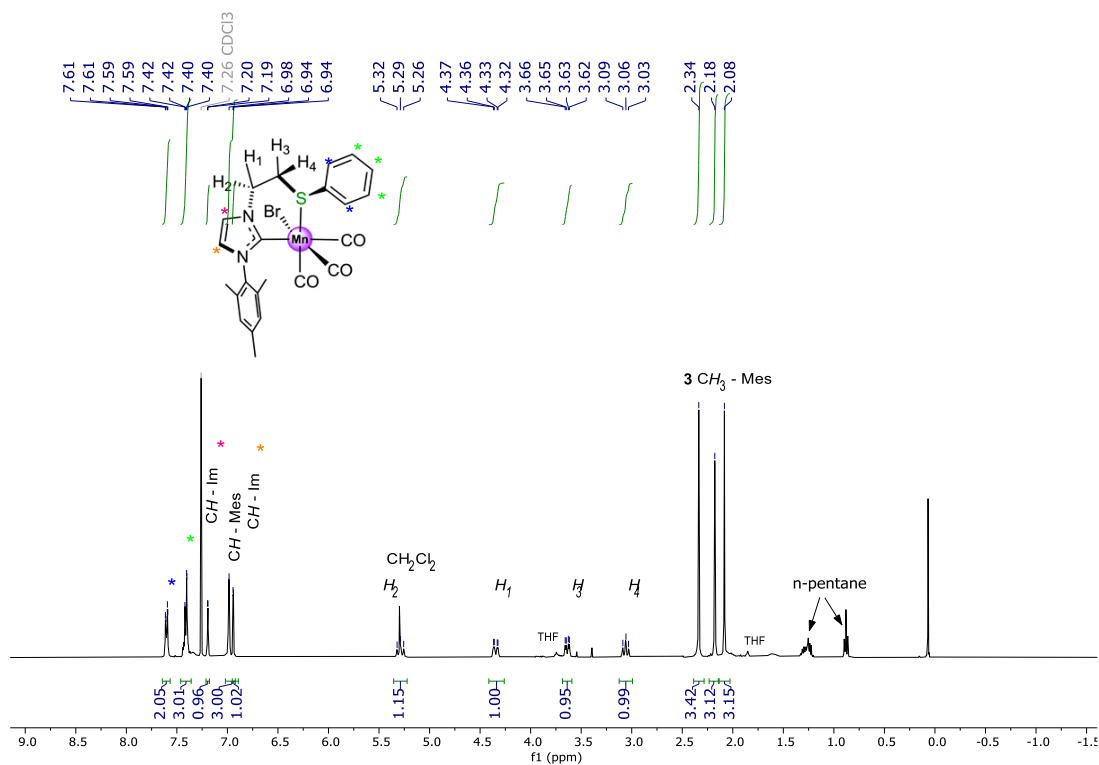 7.61
7.61
7.59
7.59
7.42
7.42
7.40
7.40
7.26 CDCl3
7.20
7.19
6.98
6.94
6.94
5.32
5.29
5.26
4.37
4.36
4.33
4.32
3.66
3.65
3.63
3.62
3.09
3.06
3.03
2.34
2.18
2.08
H3
H1
H4
H2
S
*
*
*
*
*
*
N
Br
Mn
CO
*
N
CO
CO
3 CH3 - Mes
*
*
CH - Im
CH - Mes
CH - Im
*
*
CH2Cl2
H2
H1
H3
H4
n-pentane
THF
THF
2.05
3.01
0.96
3.00
1.02
1.15
1.00
0.95
0.99
3.42
3.12
3.15
9.0 8.5 8.0 7.5 7.0 6.5 6.0 5.5 5.0 4.5 4.0 3.5 3.0 2.5 2.0 1.5 1.0 0.5 0.0 -0.5 -1.0 -1.5
f1 (ppm)